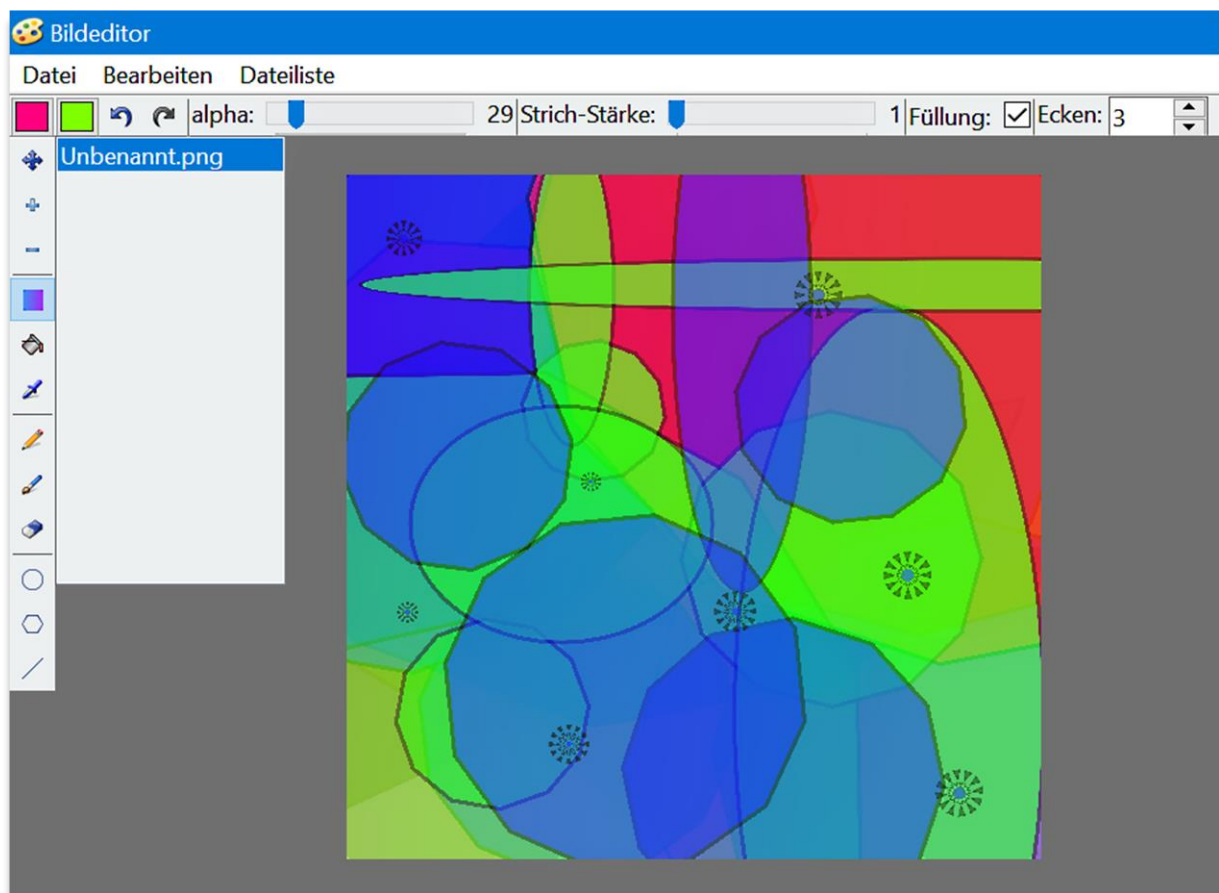 Bildeditor
Datei Bearbeiten Dateiliste
alpha: 29 Strich-Stärke: 1 Füllung: Ecken: 3
Unbenannt.png